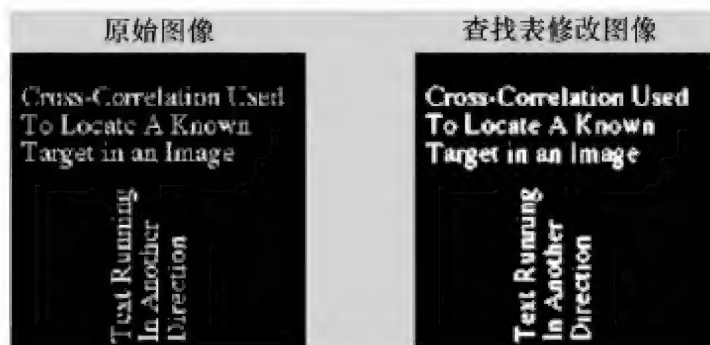 原始图像
Cross-Correlation Used
To Locate A Known
Target in an Image
Text Running
In Another
Direction
查找表修改图像
Cross-Correlation Used
To Locate A Known
Target in an Image
Text Running
In Another
Direction